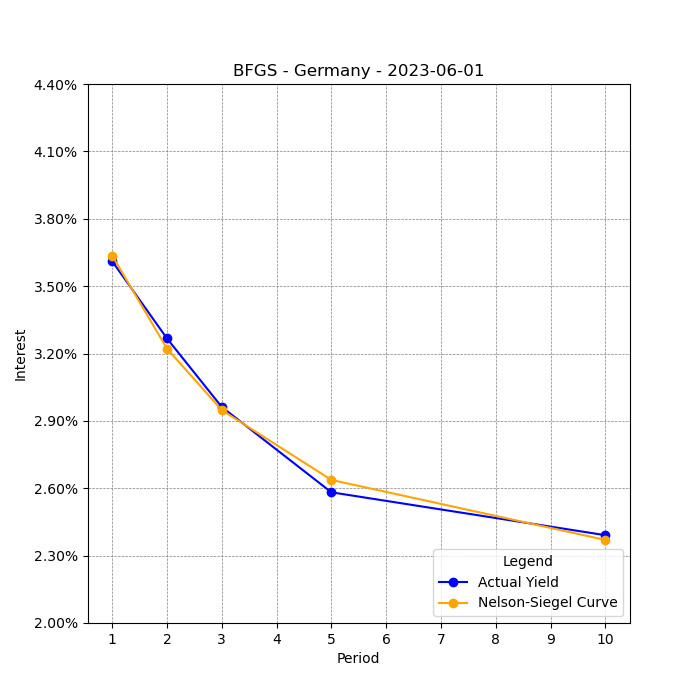 BFGS - Germany - 2023-06-01
4.40%
4.10%
3.80%
3.50%
3.20%
2.90%
2.60%
2.30%
2.00%
Interest
1 2 3 4 5 6 7 8 9 10
Period
Legend
Actual Yield
Nelson-Siegel Curve